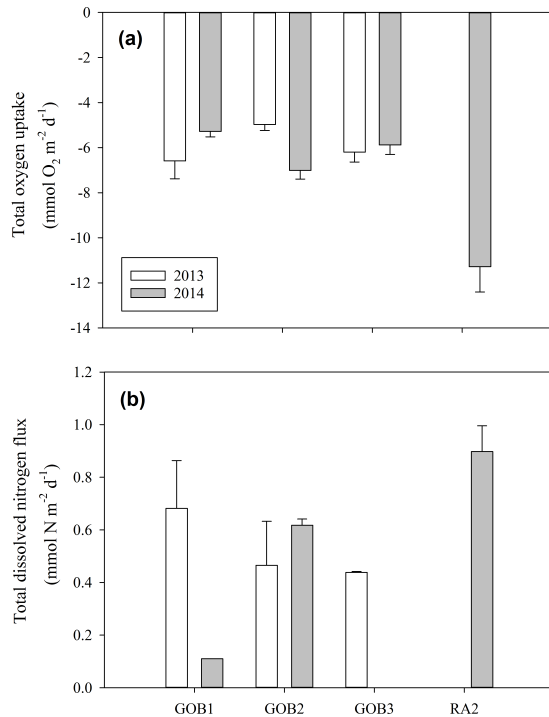 (a)
Total oxygen uptake
(mmol O₂ m⁻² d⁻¹)
0
-2
-4
-6
-8
-10
-12
-14
2013
2014
(b)
Total dissolved nitrogen flux
(mmol N m⁻² d⁻¹)
1.2
1.0
0.8
0.6
0.4
0.2
0.0
GOB1 GOB2 GOB3 RA2